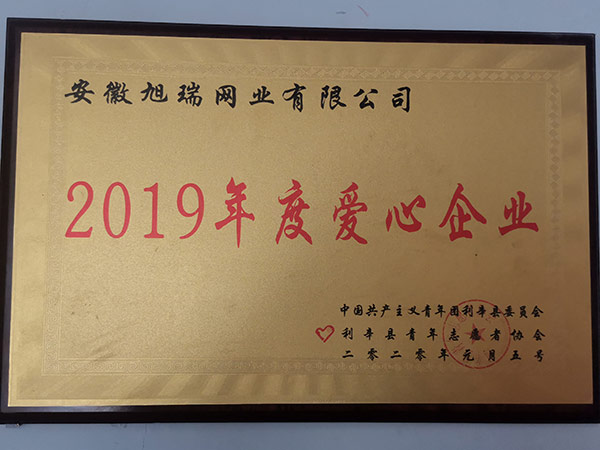 安徽旭瑞网业有限公司
2019年度爱心企业
中国共产主义青年团利辛县委员会
利辛县青年志愿者协会
二零二零年元月五号